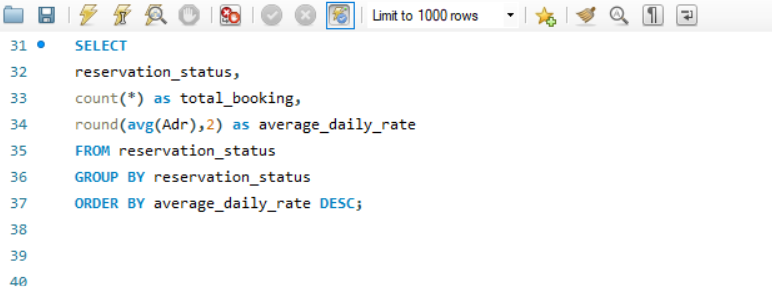 Limit to 1000 rows
31 SELECT
32 reservation_status,
33 count(*) as total_booking,
34 round(avg(Adr),2) as average_daily_rate
35 FROM reservation_status
36 GROUP BY reservation_status
37 ORDER BY average_daily_rate DESC;
38
39
40